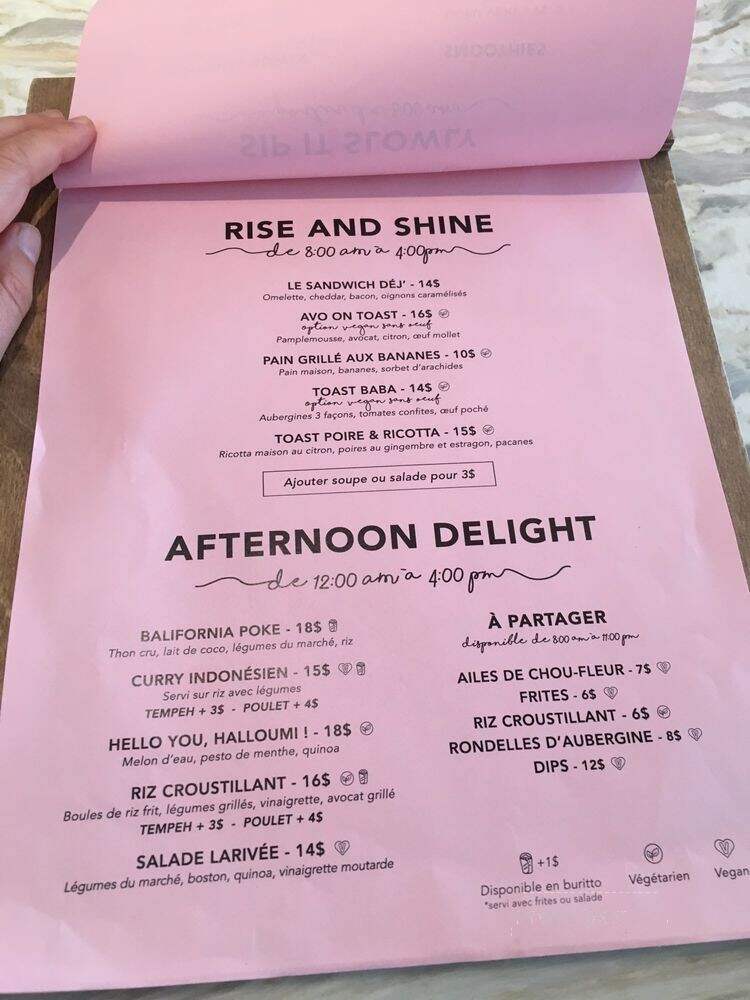 SMOOTHIES
SIP IT SLOWLY
RISE AND SHINE
de 8:00 am à 4:00pm
LE SANDWICH DÉJ' - 14$
Omelette, cheddar, bacon, oignons caramélisés
AVO ON TOAST - 16$
option vegan sans oeuf
Pamplemousse, avocat, citron, œuf mollet
PAIN GRILLÉ AUX BANANES - 10$
Pain maison, bananes, sorbet d'arachides
TOAST BABA - 14$
option vegan sans oeuf
Aubergines 3 façons, tomates confites, œuf poché
TOAST POIRE & RICOTTA - 15$
Ricotta maison au citron, poires au gingembre et estragon, pacanes
Ajouter soupe ou salade pour 3$
AFTERNOON DELIGHT
de 12:00 am à 4:00 pm
BALIFORNIA POKE - 18$
Thon cru, lait de coco, légumes du marché, riz
CURRY INDONÉSIEN - 15$
Servi sur riz avec légumes
TEMPEH + 3$ - POULET + 4$
HELLO YOU, HALLOUMI ! - 18$
Melon d'eau, pesto de menthe, quinoa
RIZ CROUSTILLANT - 16$
Boules de riz frit, légumes grillés, vinaigrette, avocat grillé
TEMPEH + 3$ - POULET + 4$
SALADE LARIVÉE - 14$
Légumes du marché, boston, quinoa, vinaigrette moutarde
À PARTAGER
disponible de 8:00 am à 11:00 pm
AILES DE CHOU-FLEUR - 7$
FRITES - 6$
RIZ CROUSTILLANT - 6$
RONDELLES D'AUBERGINE - 8$
DIPS - 12$
+1$
Disponible en buritto
*servi avec frites ou salade
Végétarien
Vegan